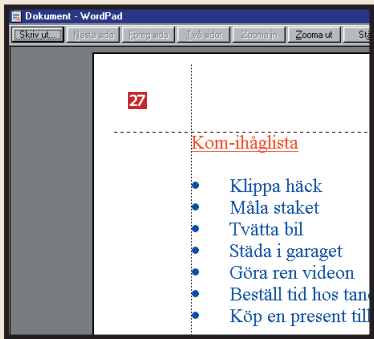 Dokument - WordPad
Skriv ut... Nästa sida Föreg sida Två sidor Zooma in Zooma ut
27
Kom-ihåglista
• Klippa häck
• Måla staket
• Tvätta bil
• Städa i garaget
• Göra ren videon
• Beställ tid hos
• Köp en present till